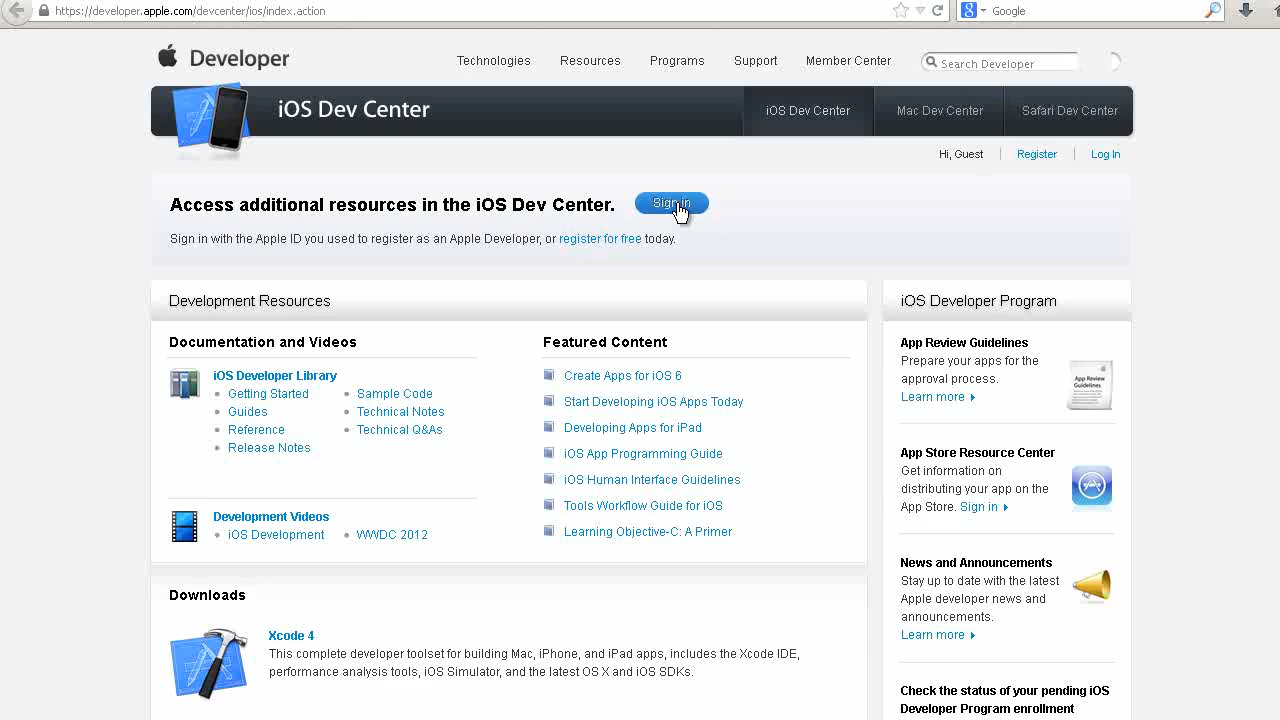 https://developer.apple.com/devcenter/ios/index.action
Google
Developer
Technologies Resources Programs Support Member Center
Search Developer
iOS Dev Center
iOS Dev Center Mac Dev Center Safari Dev Center
Hi, Guest Register Log In
Access additional resources in the iOS Dev Center. Sign in
Sign in with the Apple ID you used to register as an Apple Developer, or register for free today.
Development Resources
Documentation and Videos
iOS Developer Library
Getting Started Sample Code
Guides Technical Notes
Reference Technical Q&As
Release Notes
Development Videos
iOS Development WWDC 2012
Featured Content
Create Apps for iOS 6
Start Developing iOS Apps Today
Developing Apps for iPad
iOS App Programming Guide
iOS Human Interface Guidelines
Tools Workflow Guide for iOS
Learning Objective-C: A Primer
Downloads
Xcode 4
This complete developer toolset for building Mac, iPhone, and iPad apps, includes the Xcode IDE,
performance analysis tools, iOS Simulator, and the latest OS X and iOS SDKs.
iOS Developer Program
App Review Guidelines
Prepare your apps for the
approval process.
Learn more
App Review
Guidelines
App Store Resource Center
Get information on
distributing your app on the
App Store. Sign in
News and Announcements
Stay up to date with the latest
Apple developer news and
announcements.
Learn more
Check the status of your pending iOS
Developer Program enrollment